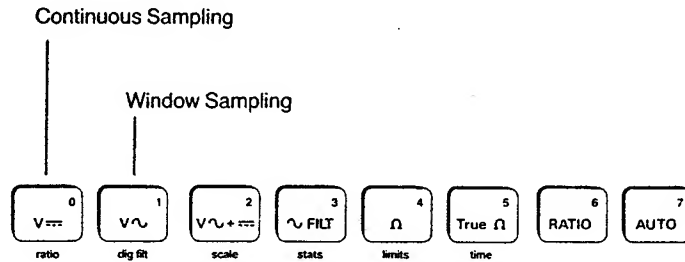 Continuous Sampling
Window Sampling
0 1 2 3 4 5 6 7
V⎓ V∿ V∿+⎓ ∿ FILT Ω True Ω RATIO AUTO
ratio dig filt scale stats limits time